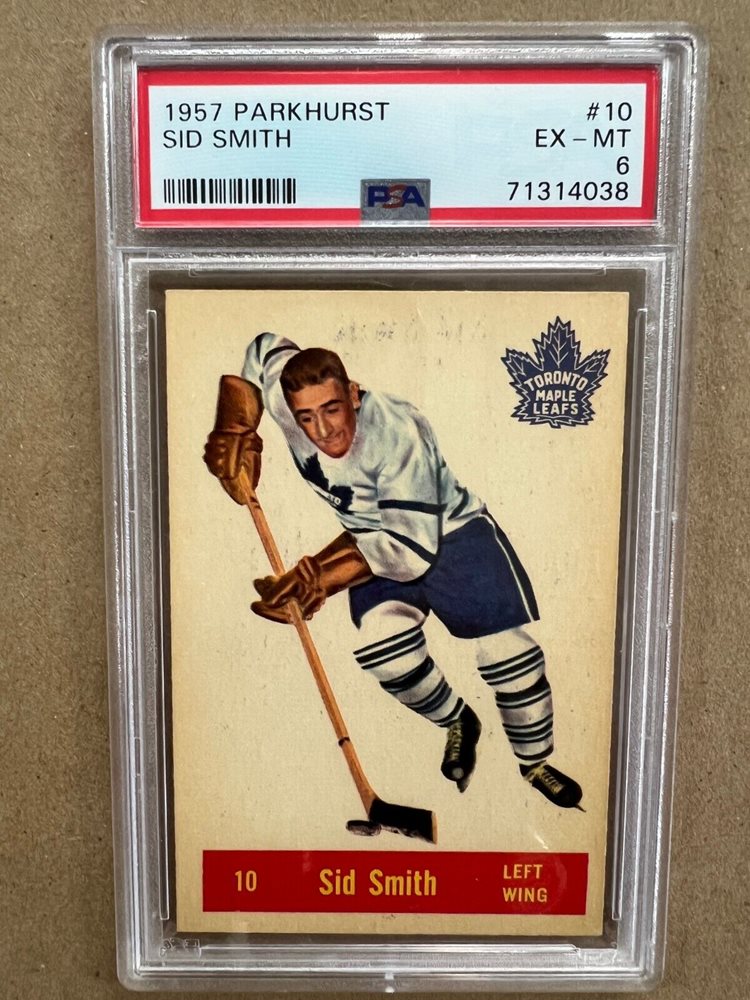 1957 PARKHURST #10
SID SMITH EX – MT
6
PSA 71314038
TORONTO
MAPLE
LEAFS
10 Sid Smith LEFT
WING